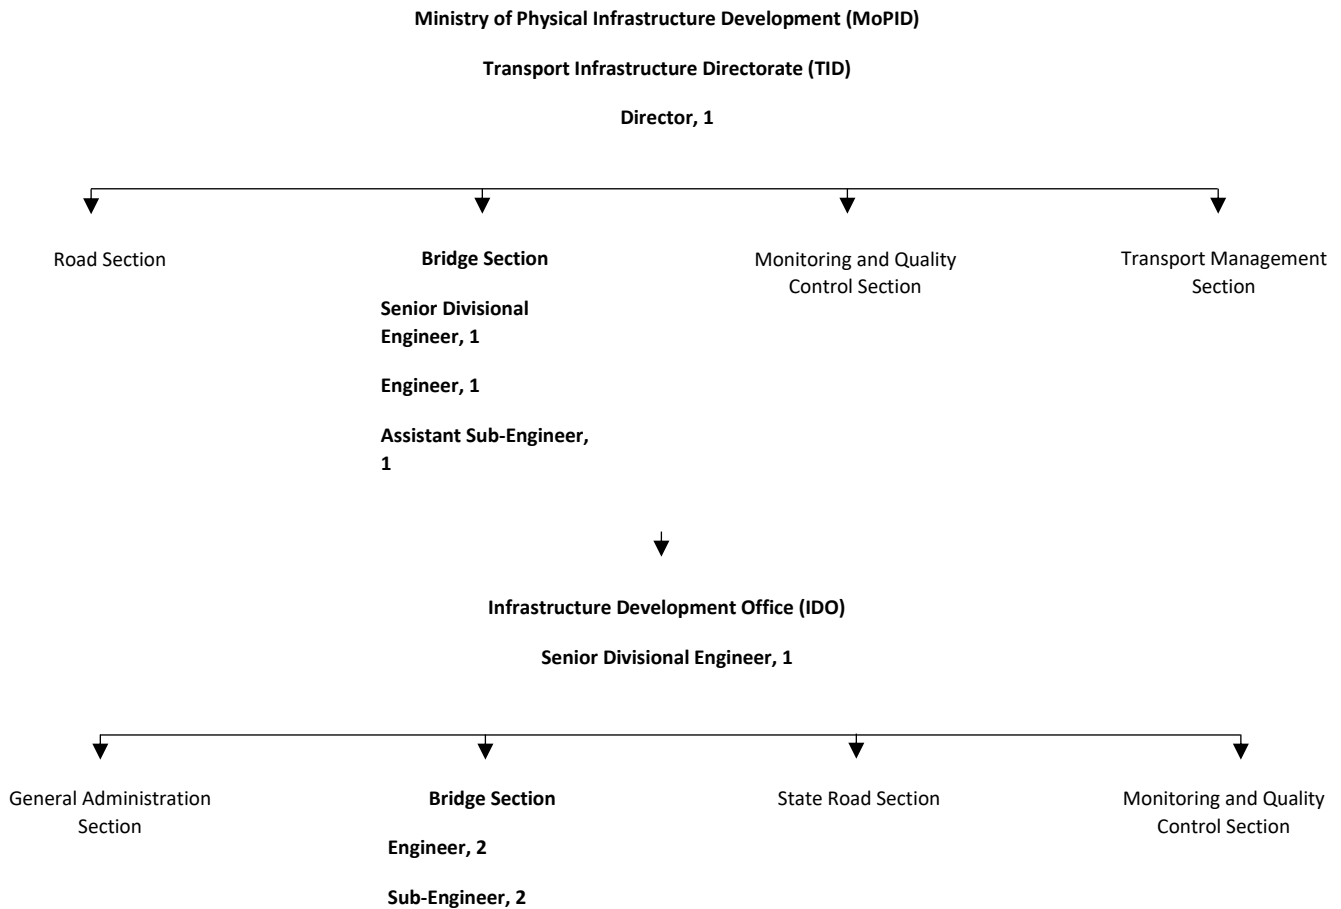 Ministry of Physical Infrastructure Development (MoPID)
Transport Infrastructure Directorate (TID)
Director, 1
Road Section
Bridge Section
Senior Divisional
Engineer, 1
Engineer, 1
Assistant Sub-Engineer,
1
Monitoring and Quality
Control Section
Transport Management
Section
Infrastructure Development Office (IDO)
Senior Divisional Engineer, 1
General Administration
Section
Bridge Section
Engineer, 2
Sub-Engineer, 2
State Road Section
Monitoring and Quality
Control Section